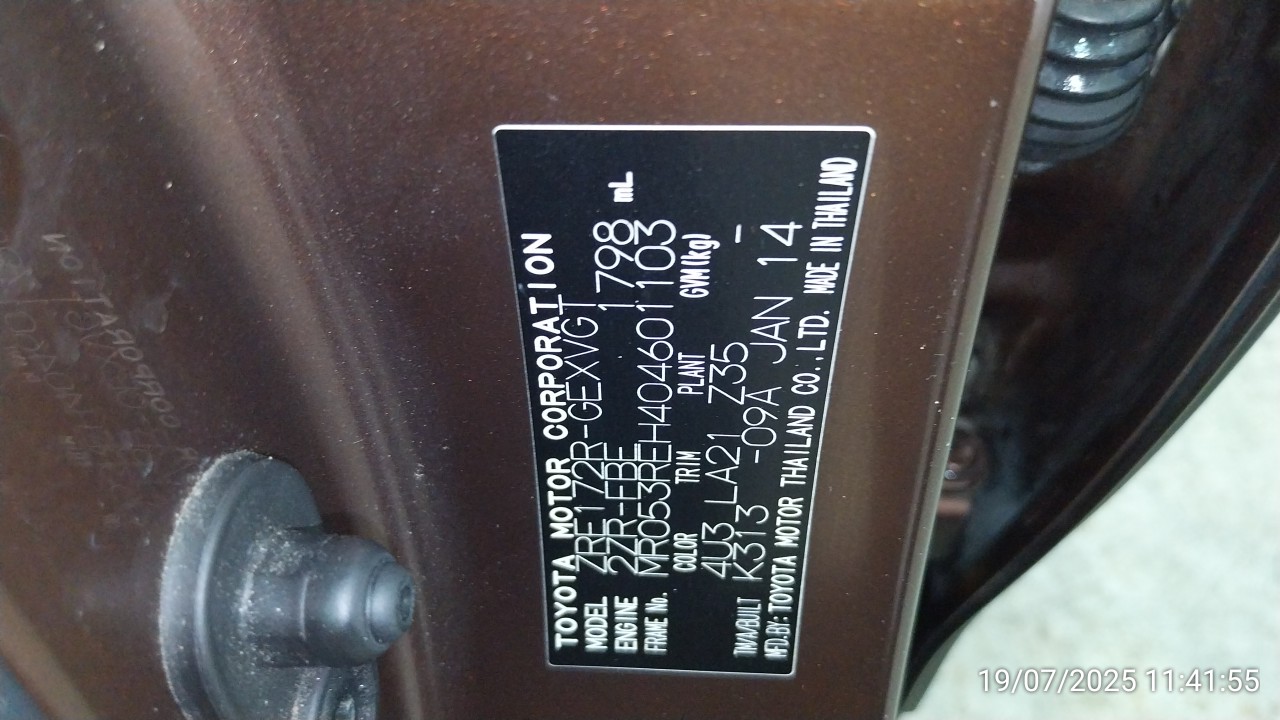 TOYOTA MOTOR CORPORATION
MODEL ZRE172R-GEXVGT
ENGINE 2ZR-FBE 1798 mL
FRAME No. MR053REH404601103
COLOR TRIM PLANT GVM(kg)
4U3 LA21 Z35 —
TM/A/BUILT K313 -09A JAN 14
MFD.BY: TOYOTA MOTOR THAILAND CO.,LTD. MADE IN THAILAND
19/07/2025 11:41:55